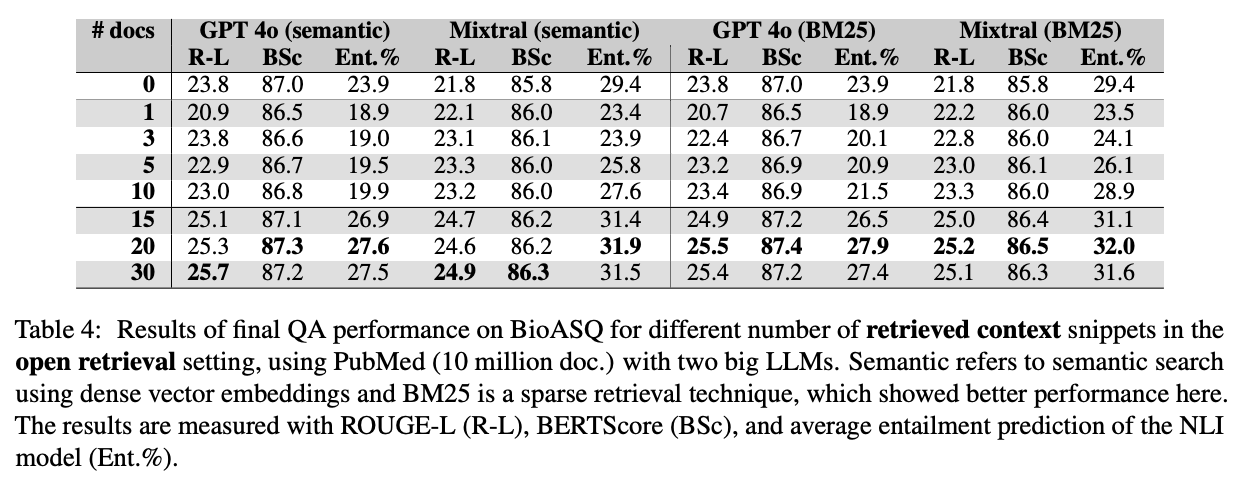 # docs GPT 4o (semantic) Mixtral (semantic) GPT 4o (BM25) Mixtral (BM25)
R-L BSc Ent.% R-L BSc Ent.% R-L BSc Ent.% R-L BSc Ent.%
0 23.8 87.0 23.9 21.8 85.8 29.4 23.8 87.0 23.9 21.8 85.8 29.4
1 20.9 86.5 18.9 22.1 86.0 23.4 20.7 86.5 18.9 22.2 86.0 23.5
3 23.8 86.6 19.0 23.1 86.1 23.9 22.4 86.7 20.1 22.8 86.0 24.1
5 22.9 86.7 19.5 23.3 86.0 25.8 23.2 86.9 20.9 23.0 86.1 26.1
10 23.0 86.8 19.9 23.2 86.0 27.6 23.4 86.9 21.5 23.3 86.0 28.9
15 25.1 87.1 26.9 24.7 86.2 31.4 24.9 87.2 26.5 25.0 86.4 31.1
20 25.3 87.3 27.6 24.6 86.2 31.9 25.5 87.4 27.9 25.2 86.5 32.0
30 25.7 87.2 27.5 24.9 86.3 31.5 25.4 87.2 27.4 25.1 86.3 31.6
Table 4: Results of final QA performance on BioASQ for different number of retrieved context snippets in the
open retrieval setting, using PubMed (10 million doc.) with two big LLMs. Semantic refers to semantic search
using dense vector embeddings and BM25 is a sparse retrieval technique, which showed better performance here.
The results are measured with ROUGE-L (R-L), BERTScore (BSc), and average entailment prediction of the NLI
model (Ent.%).